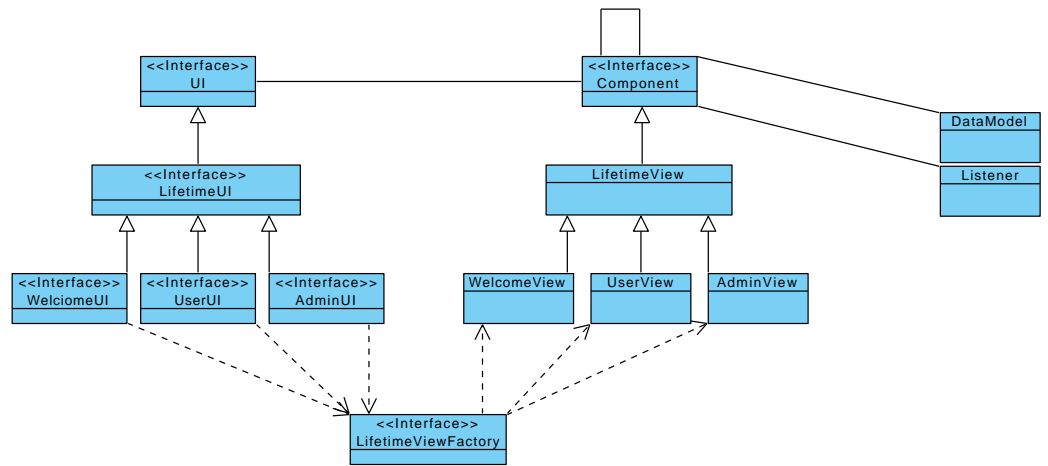 <<Interface>>
UI
<<Interface>>
Component
DataModel
Listener
<<Interface>>
LifetimeUI
LifetimeView
<<Interface>>
WelciomeUI
<<Interface>>
UserUI
<<Interface>>
AdminUI
WelcomeView
UserView
AdminView
<<Interface>>
LifetimeViewFactory